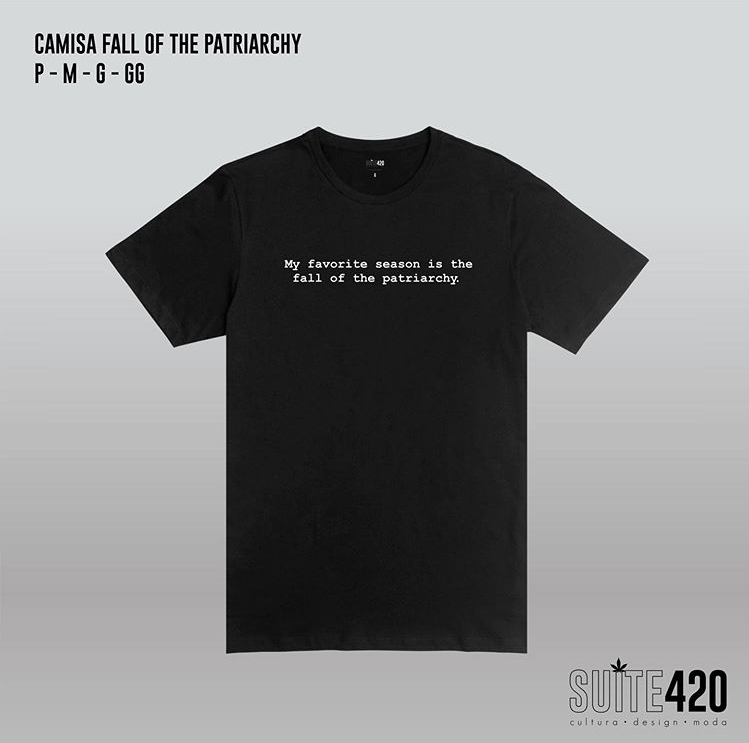 CAMISA FALL OF THE PATRIARCHY
P - M - G - GG
SUITE420
My favorite season is the
fall of the patriarchy.
SUITE420
cultura • design • moda